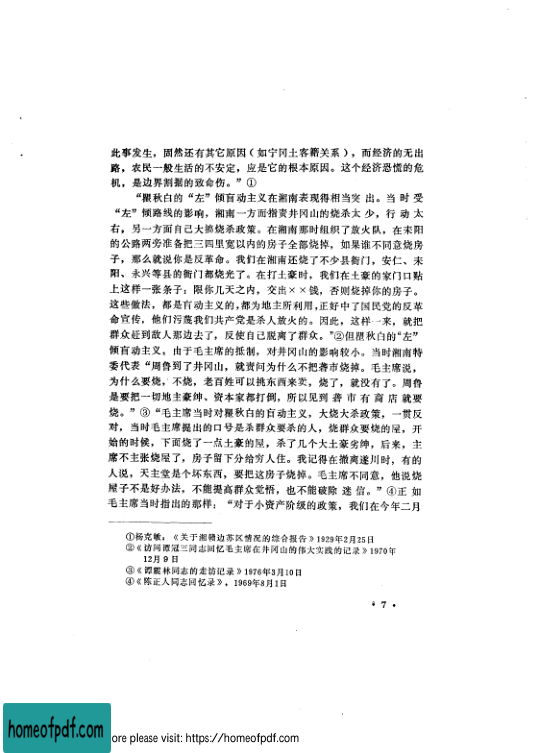 此事发生，固然还有其它原因（如宁冈土客籍关系），而经济的无出
路，农民一般生活的不安定，应是它的根本原因。这个经济恐慌的危
机，是边界割据的致命伤。”①
“瞿秋白的“左”倾盲动主义在湘南表现得相当突出。当时受
“左”倾路线的影响，湘南一方面指责井冈山的烧杀太少，行动太
右，另一方面自己大搞烧杀政策。在湘南那时组织了放火队，在耒阳
的公路两旁准备把三四里宽以内的房子全部烧掉，如果谁不同意烧房
子，那么就说你是反革命。我们在湘南还烧了不少县衙门，安仁、耒
阳、永兴等县的衙门都烧光了。在打土豪时，我们在土豪的家门口贴
上这样一张条子：限你几天之内，交出××钱，否则烧掉你的房子。
这些做法，都是盲动主义的，都为地主所利用，正好中了国民党的反革
命宣传，他们污蔑我们共产党是杀人放火的。因此，这样一来，就把
群众赶到敌人那边去了，反使自己脱离了群众。”②但瞿秋白的“左”
倾盲动主义，由于毛主席的抵制，对井冈山的影响较小。当时湘南特
委代表“周鲁到了井冈山，就责问为什么不把砻市烧掉。毛主席说，
为什么要烧，不烧，老百姓可以挑东西来卖，烧了，就没有了。周鲁
是要把一切地主豪绅、资本家都打倒，所以见到砻市有商店就要
烧。”③“毛主席当时对瞿秋白的盲动主义，大烧大杀政策，一贯反
对，当时毛主席提出的口号是杀群众要杀的人，烧群众要烧的屋，开
始的时候，下面烧了一点土豪的屋，杀了几个大土豪劣绅，后来，主
席不主张烧屋了，房子留下分给穷人住。我记得在撤离遂川时，有的
人说，天主堂是个坏东西，要把这房子烧掉。毛主席不同意，他说烧
屋子不是好办法，不能提高群众觉悟，也不能破除迷信。”④正如
毛主席当时指出的那样：“对于小资产阶级的政策，我们在今年二月
①杨克敏：《关于湘赣边苏区情况的综合报告》1929年2月25日
②《访问谭冠三同志回忆毛主席在井冈山的伟大实践的记录》1970年
12月9日
③《谭震林同志的走访记录》1976年3月10日
④《陈正人同志回忆录》，1969年8月1日
• 7 •
homeofpdf.com
ore please visit: https://homeofpdf.com